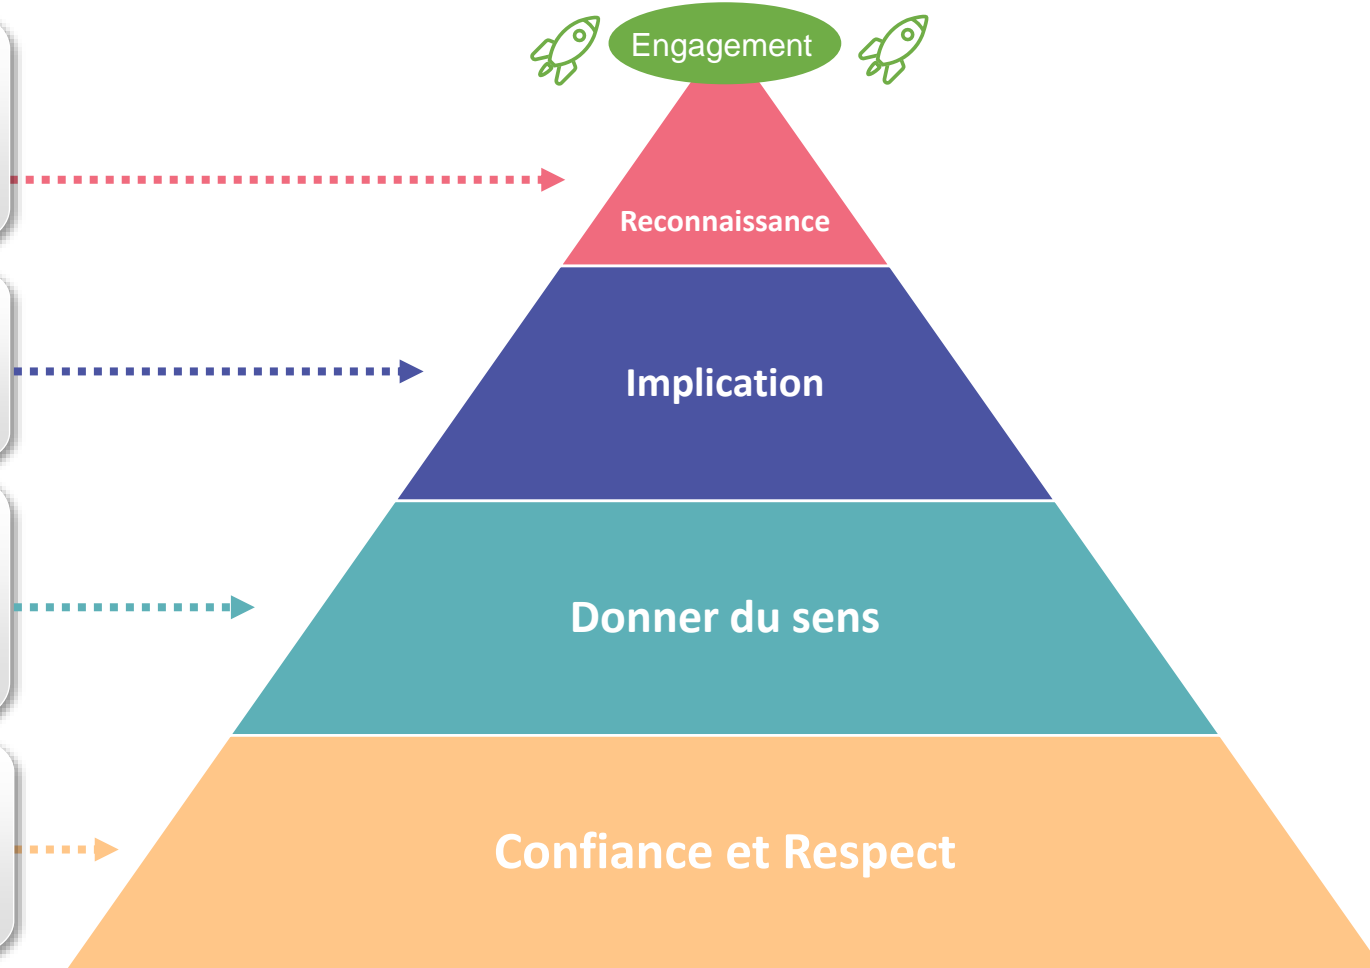 Engagement
Reconnaissance
Implication
Donner du sens
Confiance et Respect